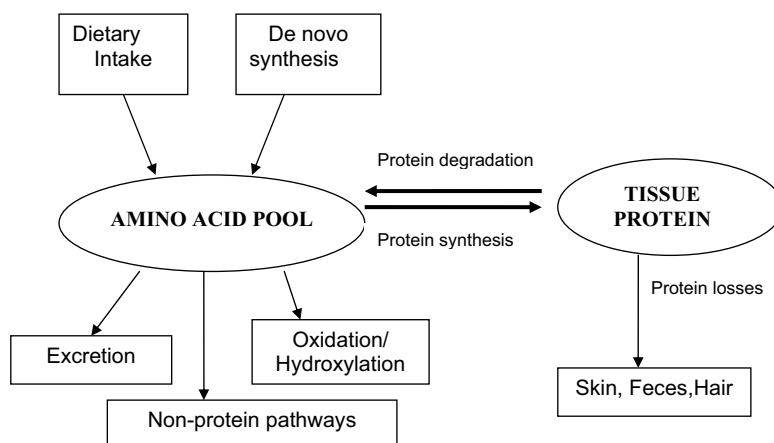 Dietary
Intake
De novo
synthesis
Protein degradation
AMINO ACID POOL
TISSUE
PROTEIN
Protein synthesis
Protein losses
Excretion
Oxidation/
Hydroxylation
Non-protein pathways
Skin, Feces,Hair